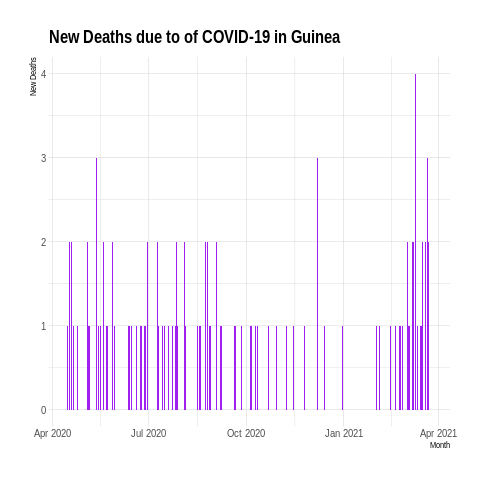 New Deaths due to of COVID-19 in Guinea
New Deaths
4
3
2
1
0
Apr 2020
Jul 2020
Oct 2020
Jan 2021
Apr 2021
Month